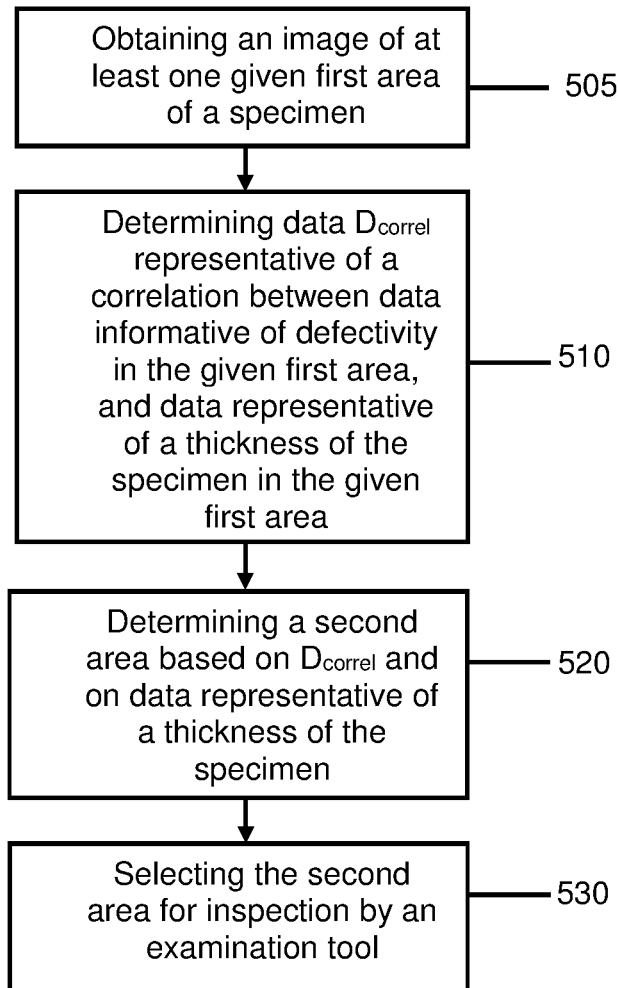 Obtaining an image of at
least one given first area
of a specimen
505
Determining data Dcorrel
representative of a
correlation between data
informative of defectivity
in the given first area,
and data representative
of a thickness of the
specimen in the given
first area
510
Determining a second
area based on Dcorrel and
on data representative of
a thickness of the
specimen
520
Selecting the second
area for inspection by an
examination tool
530